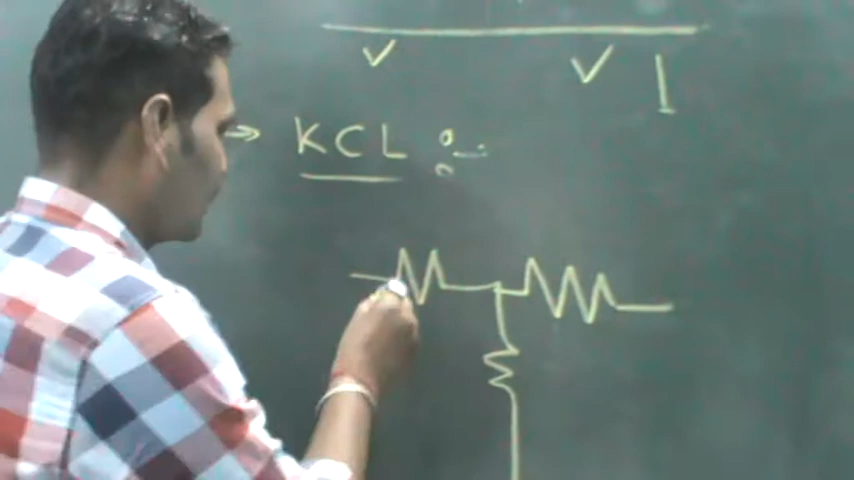 → KCL :-